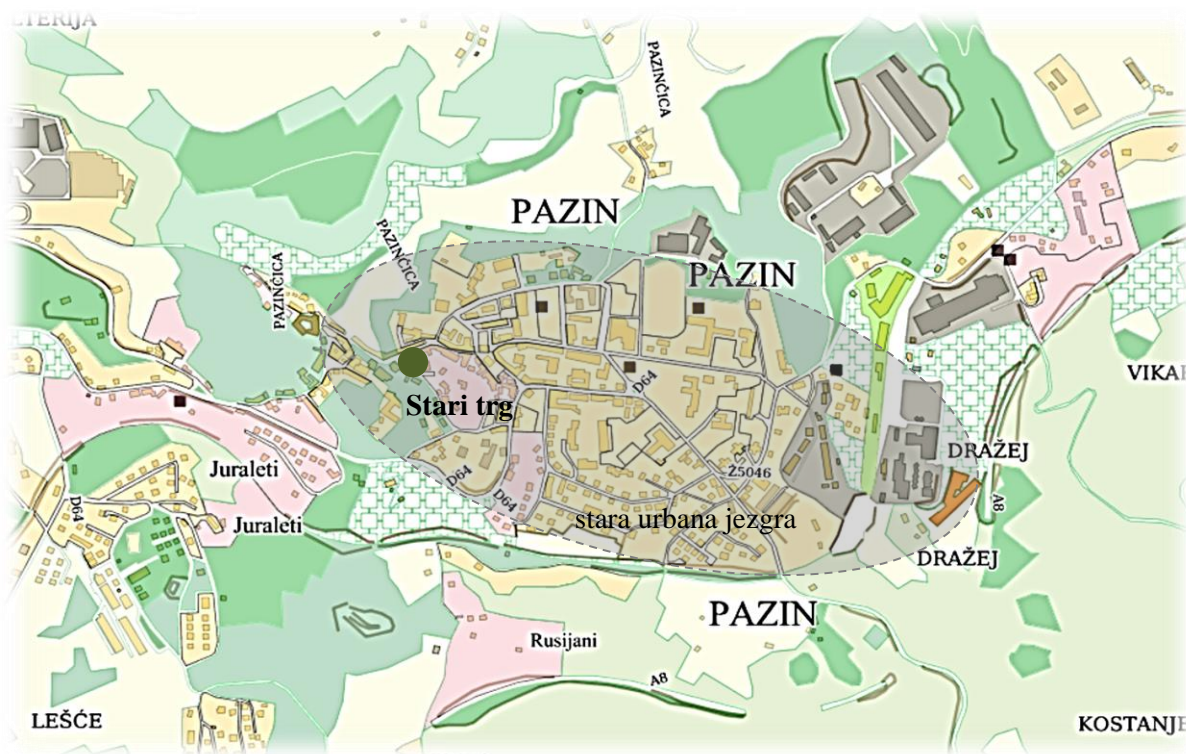 PAZINČICA
PAZIN
PAZINČICA
PAZINČICA
PAZIN
D64
VIKA
Stari trg
DRAŽEJ
Juraleti
D64
Ž5046
D64
A8
D64
Juraleti
stara urbana jezgra
DRAŽEJ
PAZIN
Rusijani
A8
LEŠĆE
KOSTANJE